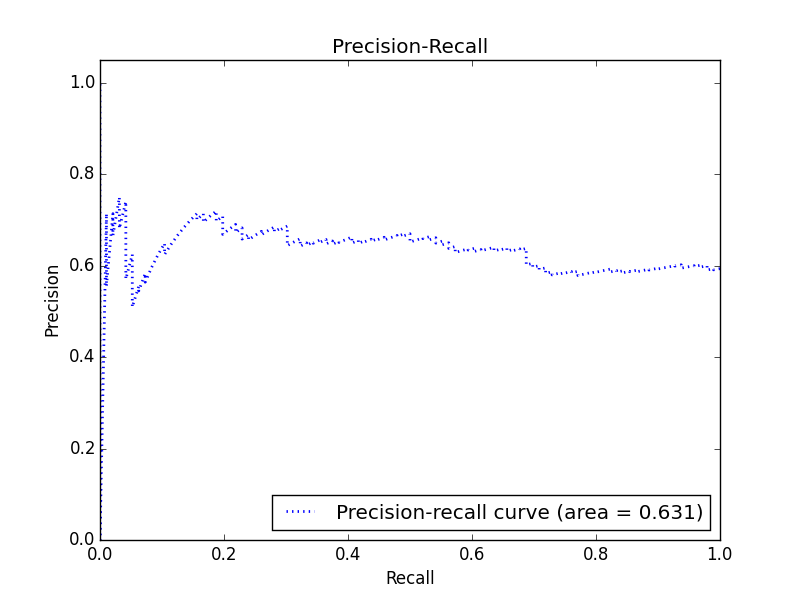 Precision-Recall
1.0
0.8
0.6
0.4
0.2
0.0
Precision
Precision-recall curve (area = 0.631)
0.0 0.2 0.4 0.6 0.8 1.0
Recall